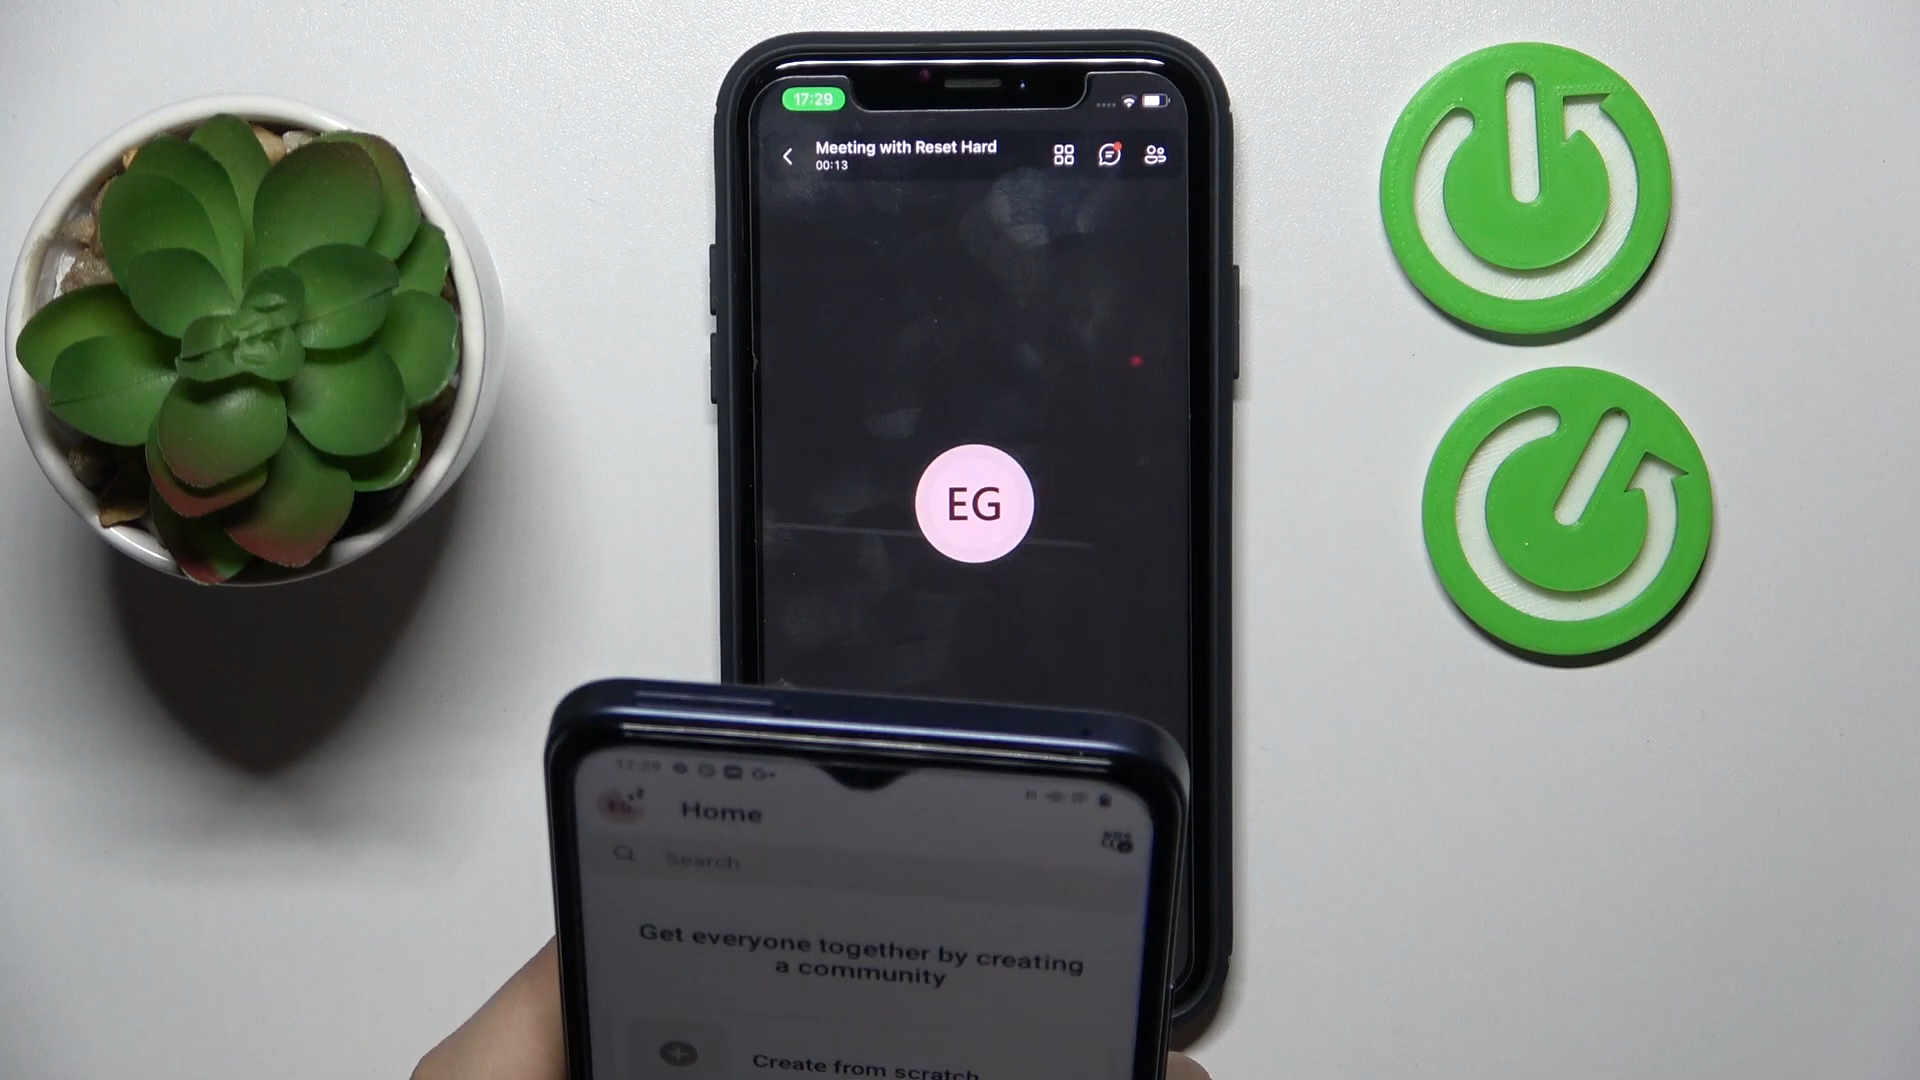 17:29
Meeting with Reset Hard
00:13
EG
Home
Search
Get everyone together by creating
a community
Create from scratch